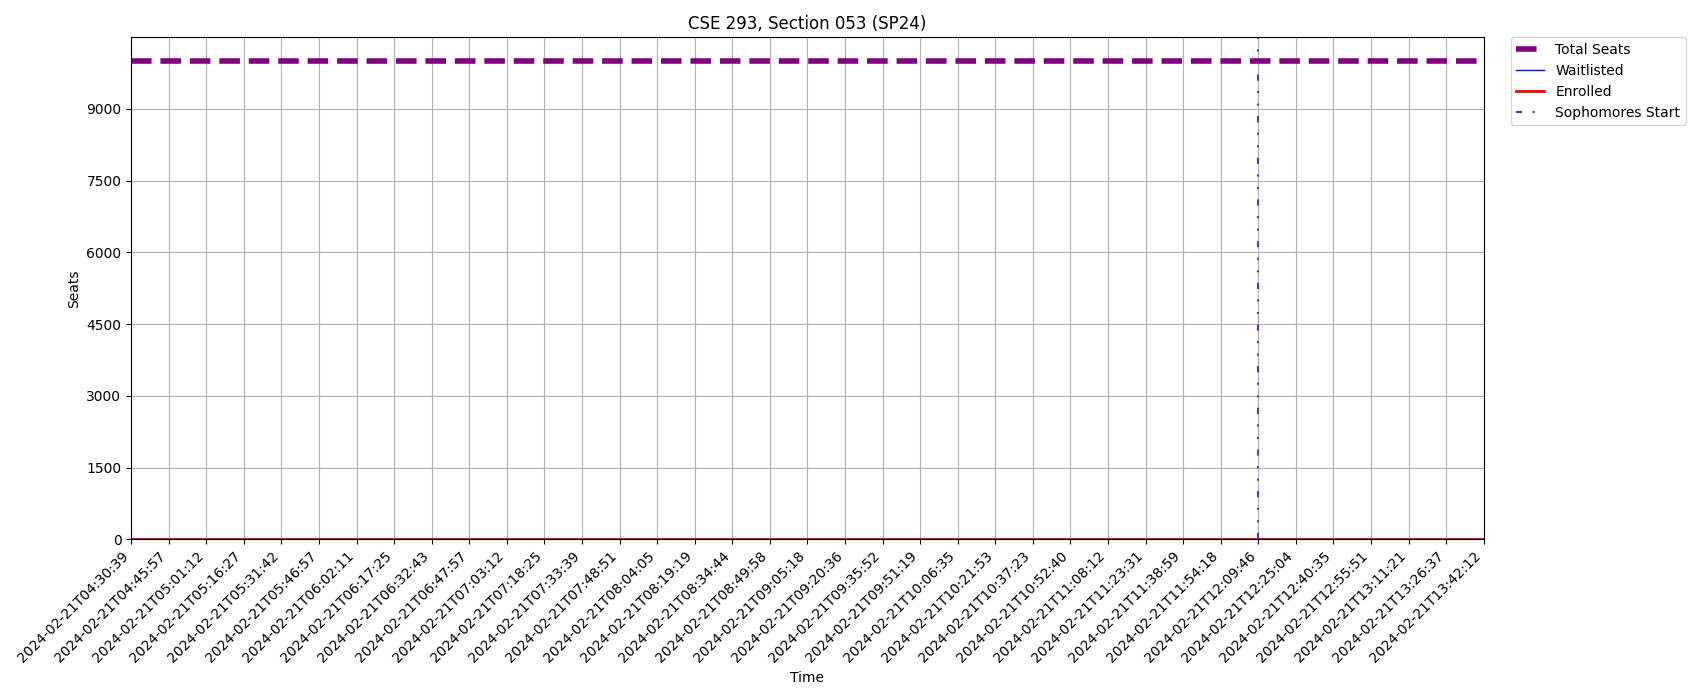 CSE 293, Section 053 (SP24)
Total Seats
Waitlisted
Enrolled
Sophomores Start
Seats
9000
7500
6000
4500
3000
1500
0
2024-02-21T04:30:39
2024-02-21T04:45:57
2024-02-21T05:01:12
2024-02-21T05:16:27
2024-02-21T05:31:42
2024-02-21T05:46:57
2024-02-21T06:02:11
2024-02-21T06:17:25
2024-02-21T06:32:43
2024-02-21T06:47:57
2024-02-21T07:03:12
2024-02-21T07:18:25
2024-02-21T07:33:39
2024-02-21T07:48:51
2024-02-21T08:04:05
2024-02-21T08:19:19
2024-02-21T08:34:44
2024-02-21T08:49:58
2024-02-21T09:05:18
2024-02-21T09:20:36
2024-02-21T09:35:52
2024-02-21T09:51:19
2024-02-21T10:06:35
2024-02-21T10:21:53
2024-02-21T10:37:23
2024-02-21T10:52:40
2024-02-21T11:08:12
2024-02-21T11:23:31
2024-02-21T11:38:59
2024-02-21T11:54:18
2024-02-21T12:09:46
2024-02-21T12:25:04
2024-02-21T12:40:35
2024-02-21T12:55:51
2024-02-21T13:11:21
2024-02-21T13:26:37
2024-02-21T13:42:12
Time